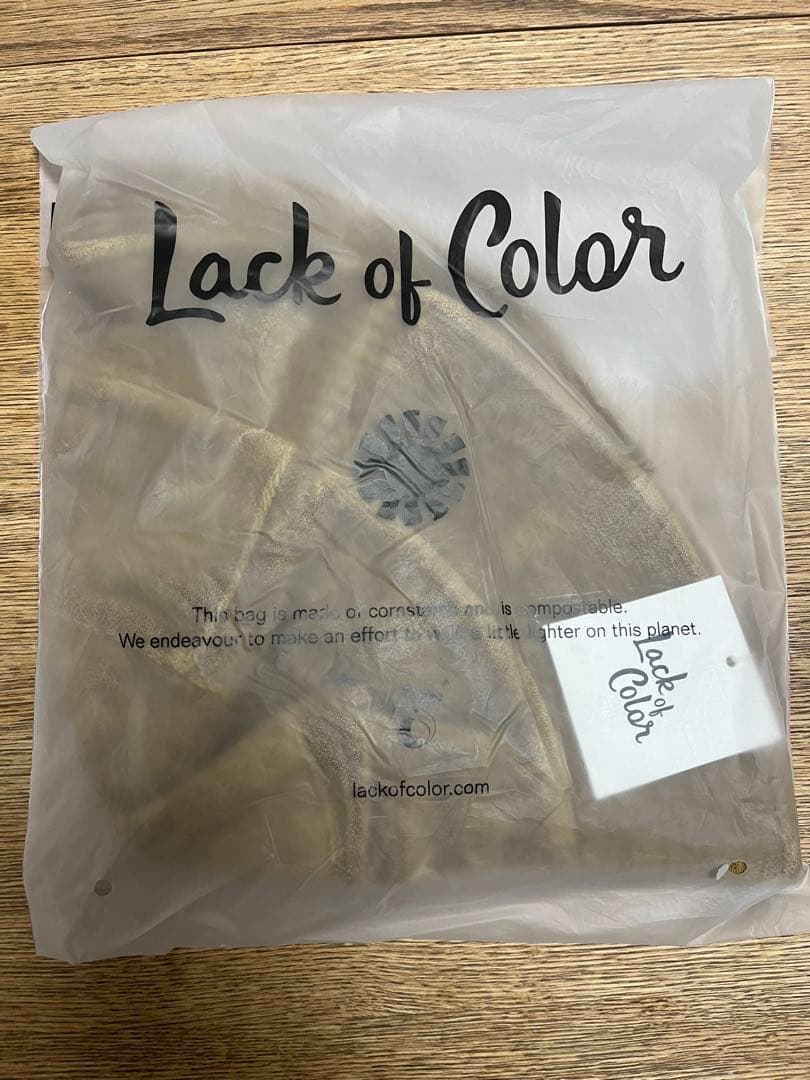 Lack of Color
This bag is made of cornstarch and is compostable.
We endeavour to make an effort to walk a little lighter on this planet.
Lack
of
Color
lackofcolor.com